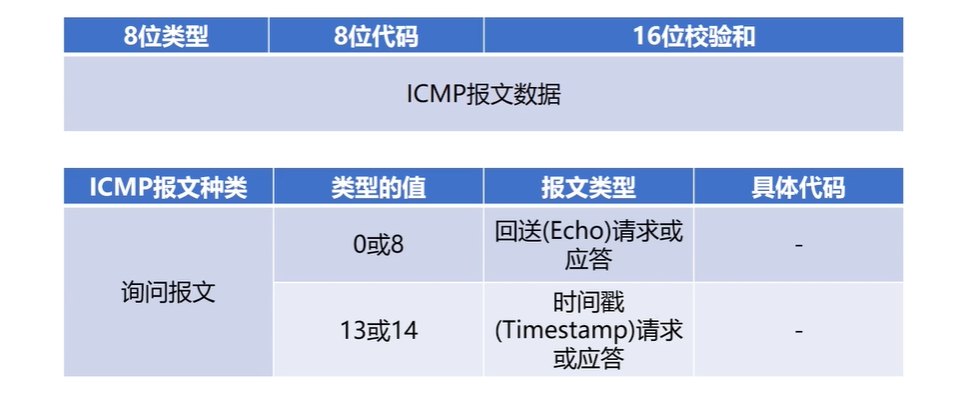 8位类型 8位代码 16位校验和
ICMP报文数据
ICMP报文种类 类型的值 报文类型 具体代码
询问报文
0或8
回送(Echo)请求或
应答
-
13或14
时间戳
(Timestamp)请求
或应答
-